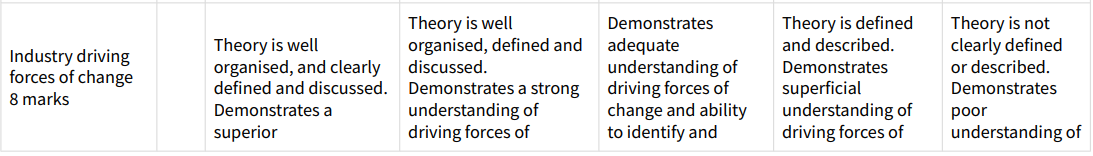 Industry driving
forces of change
8 marks
Theory is well
organised, and clearly
defined and discussed.
Demonstrates a
superior
Theory is well
organised, defined and
discussed.
Demonstrates a strong
understanding of
driving forces of
Demonstrates
adequate
understanding of
driving forces of
change and ability
to identify and
Theory is defined
and described.
Demonstrates
superficial
understanding of
driving forces of
Theory is not
clearly defined
or described.
Demonstrates
poor
understanding of